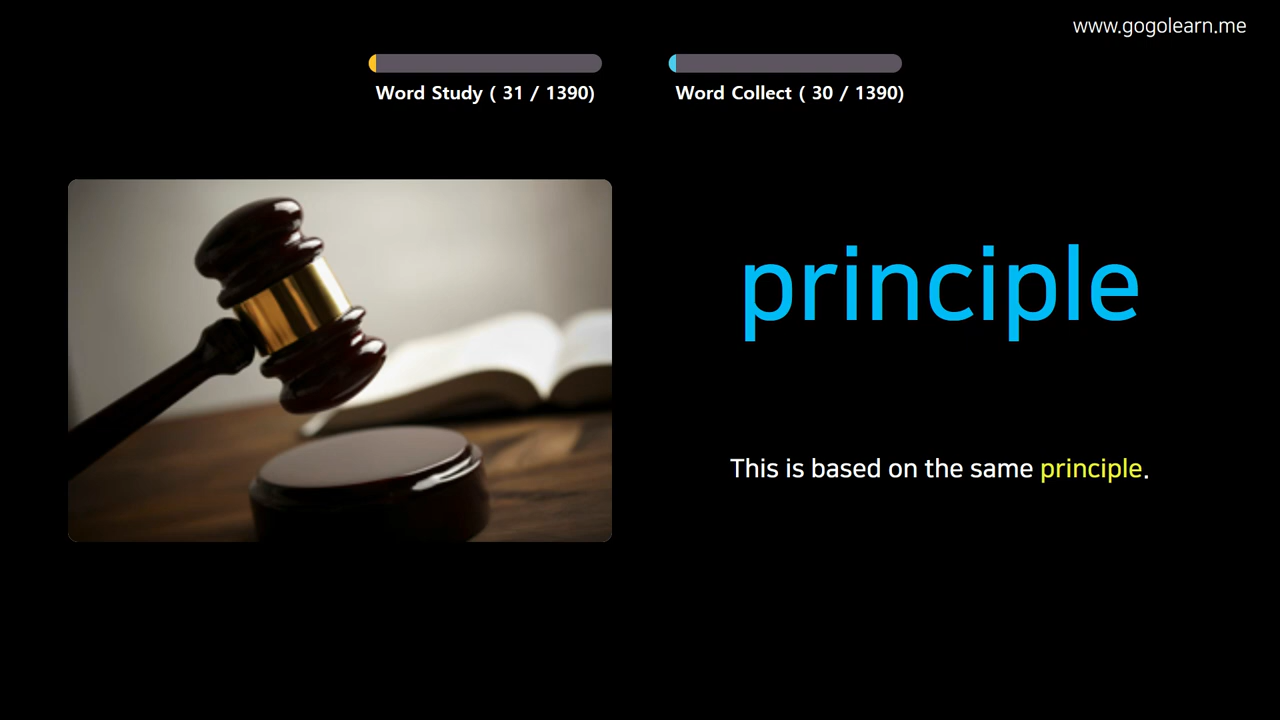 www.gogolearn.me
Word Study ( 31 / 1390)
Word Collect ( 30 / 1390)
principle
This is based on the same principle.